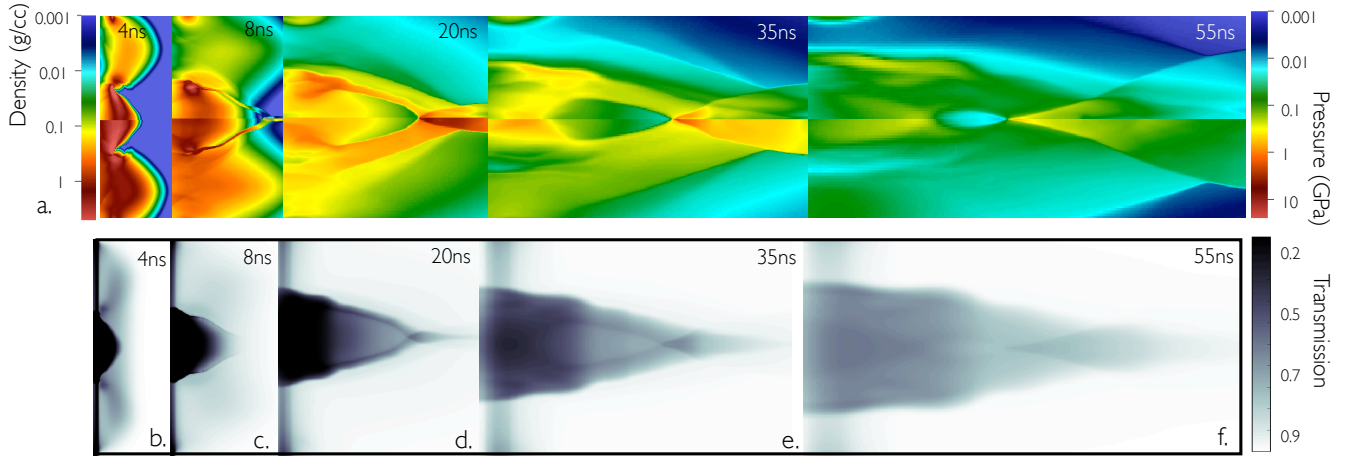 Density (g/cc)
0.001
0.01
0.1
1
a.
4ns
8ns
20ns
35ns
55ns
0.001
0.01
0.1
1
10
Pressure (GPa)
4ns
8ns
20ns
35ns
55ns
b.
c.
d.
e.
f.
0.2
0.5
0.7
0.9
Transmission